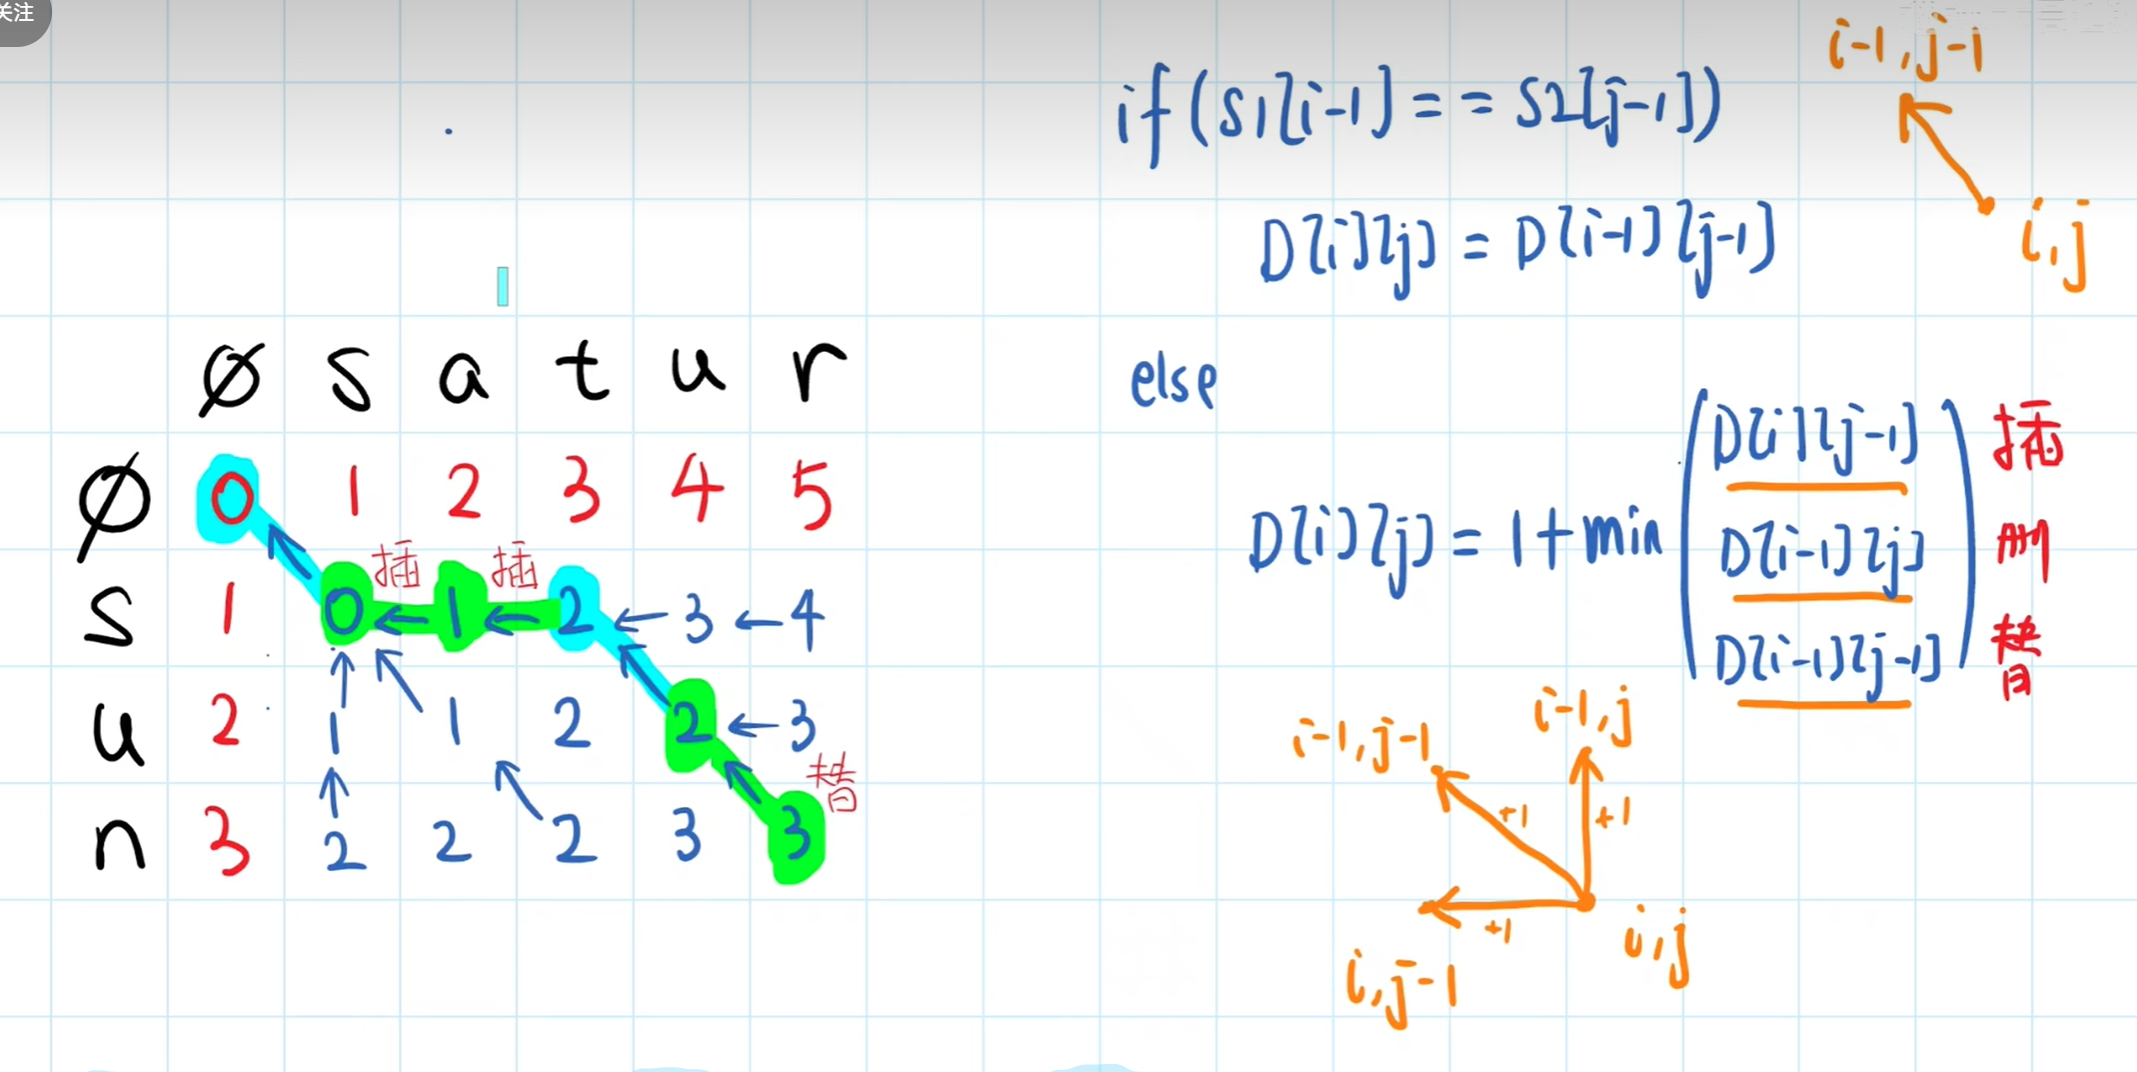 关注
i-1,j-1
if(S1[i-1]==S2[j-1])
D[i][j]=D[i-1][j-1]
i,j
∅ s a t u r
else
∅ 0 1 2 3 4 5
插 插
s 1 0 ← 1 ← 2 ← 3 ← 4
u 2 1 1 2 2 ← 3
替
n 3 2 2 2 3 3
D[i][j]=1+min
D[i][j-1] 插
D[i-1][j] 删
D[i-1][j-1] 替
i-1,j-1
i-1,j
+1
+1
+1
i,j
i,j-1